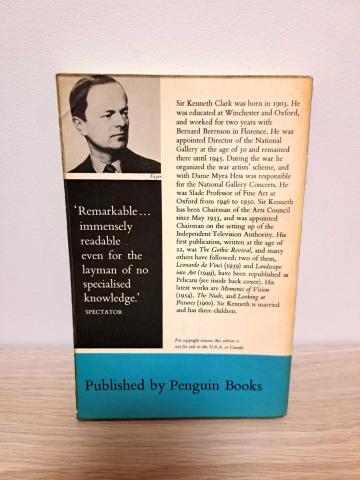 Fayer
'Remarkable...
immensely
readable
even for the
layman of no
specialised
knowledge.'
SPECTATOR
Sir Kenneth Clark was born in 1903. He
was educated at Winchester and Oxford,
and worked for two years with
Bernard Berenson in Florence. He was
appointed Director of the National
Gallery at the age of 30 and remained
there until 1945. During the war he
organized the war artists' scheme, and
with Dame Myra Hess was responsible
for the National Gallery Concerts. He
was Slade Professor of Fine Art at
Oxford from 1946 to 1950. Sir Kenneth
has been Chairman of the Arts Council
since May 1953, and was appointed
Chairman on the setting up of the
Independent Television Authority. His
first publication, written at the age of
22, was The Gothic Revival, and many
others have followed; two of them,
Leonardo da Vinci (1939) and Landscape
into Art (1949), have been republished as
Pelicans (see inside back cover). His
latest works are Moments of Vision
(1954), The Nude, and Looking at
Pictures (1960). Sir Kenneth is married
and has three children.
For copyright reasons this edition is
not for sale in the U.S.A. or Canada
Published by Penguin Books